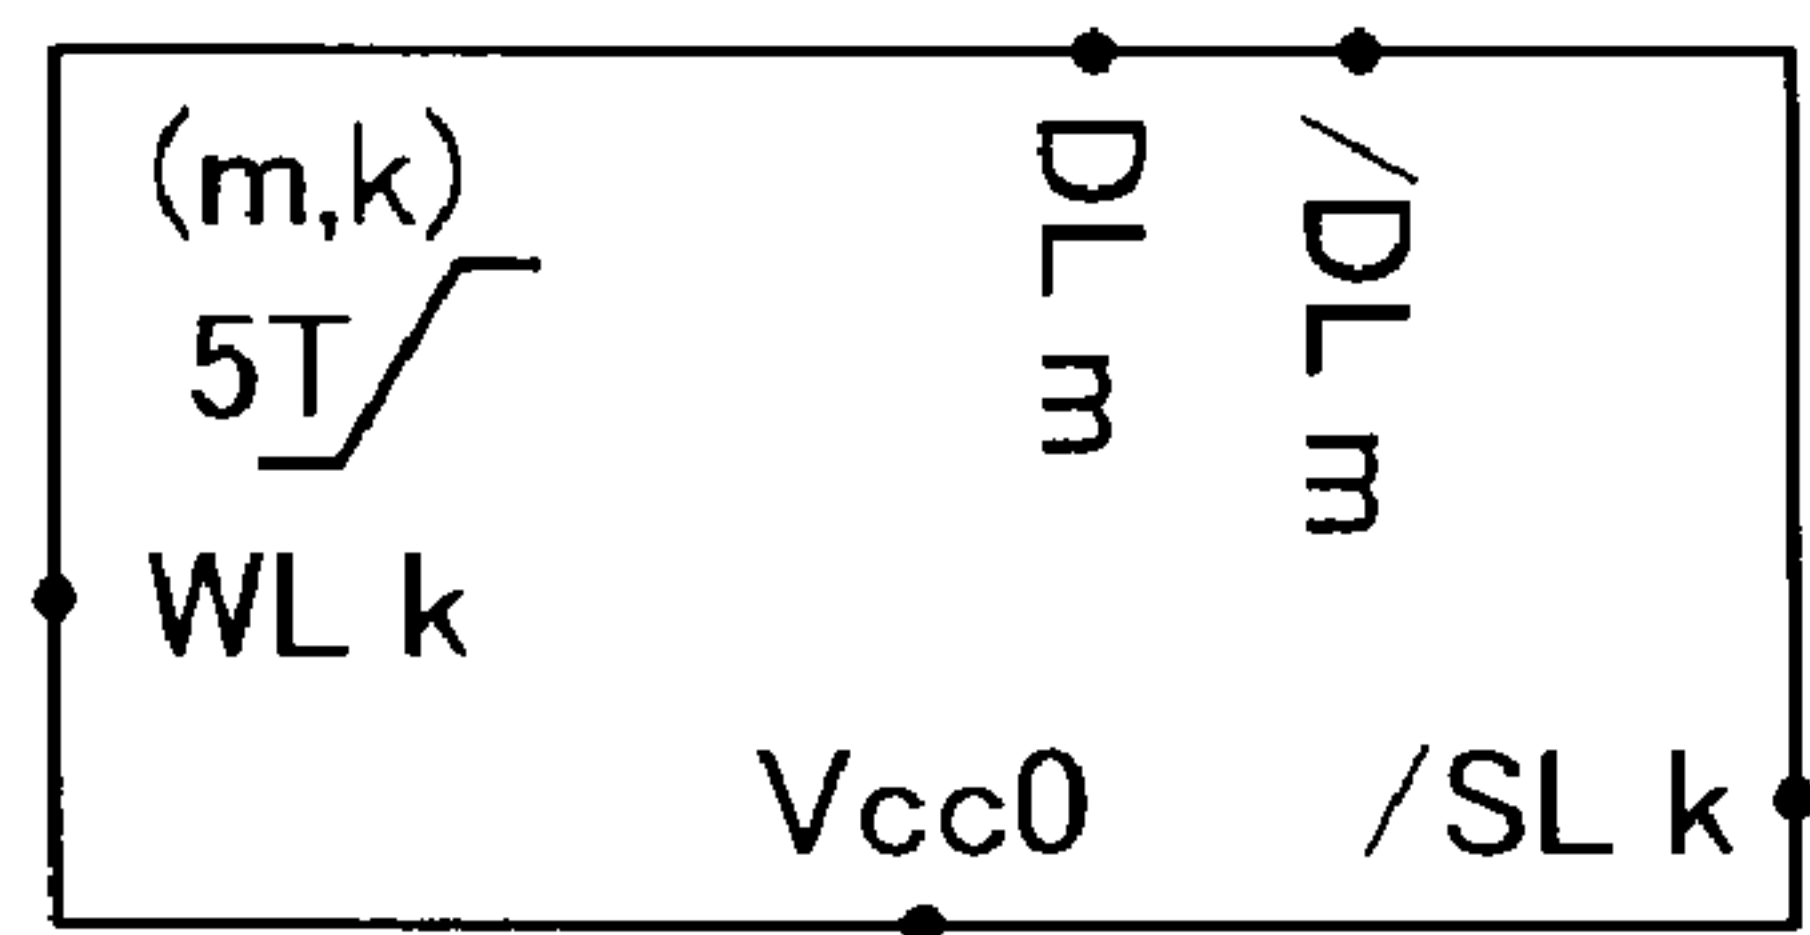 (m,k)
5T
WL k
DL m
/DL m
Vcc0
/SL k